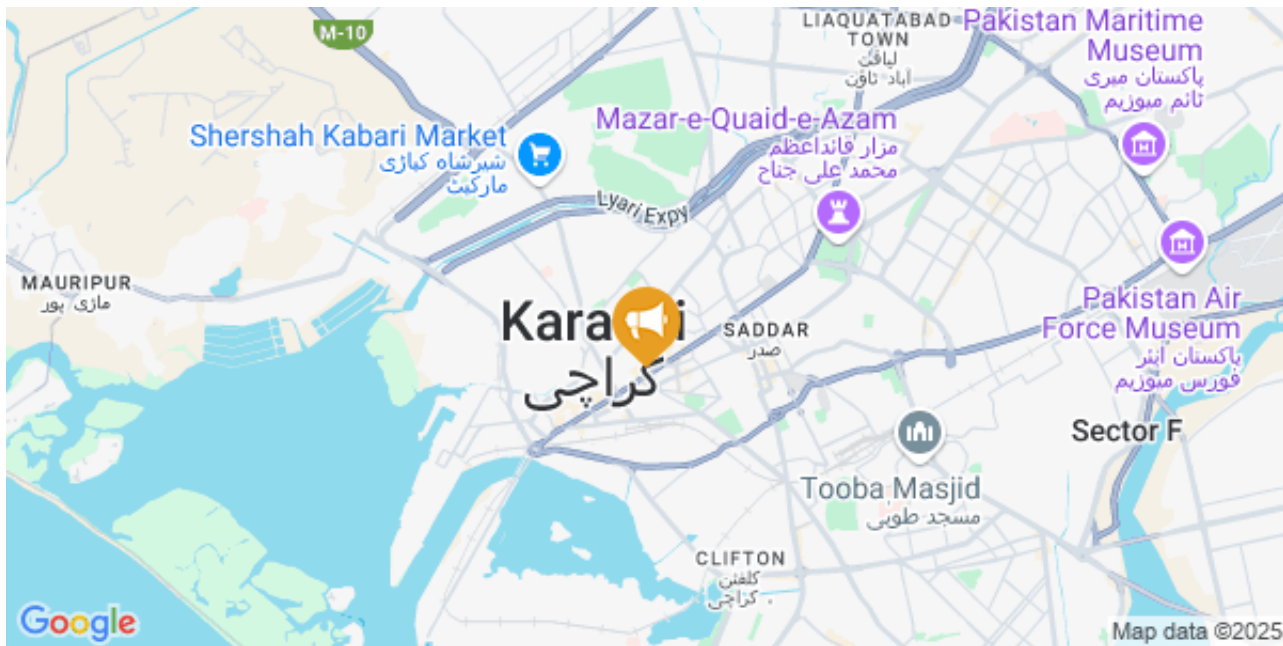 M-10
LIAQUATABAD
TOWN
لیاقت
آباد ٹاؤن
Pakistan Maritime
Museum
پاکستان میری
ٹائم میوزیم
Shershah Kabari Market
شیرشاہ کباڑی
مارکیٹ
Mazar-e-Quaid-e-Azam
مزار قائداعظم
محمد علی جناح
Lyari Expy
MAURIPUR
ماڑی پور
کراچی
SADDAR
صدر
Pakistan Air
Force Museum
پاکستان ایئر
فورس میوزیم
Sector F
Tooba Masjid
مسجد طوبی
CLIFTON
کلفٹن
کراچی
Google
Map data ©2025